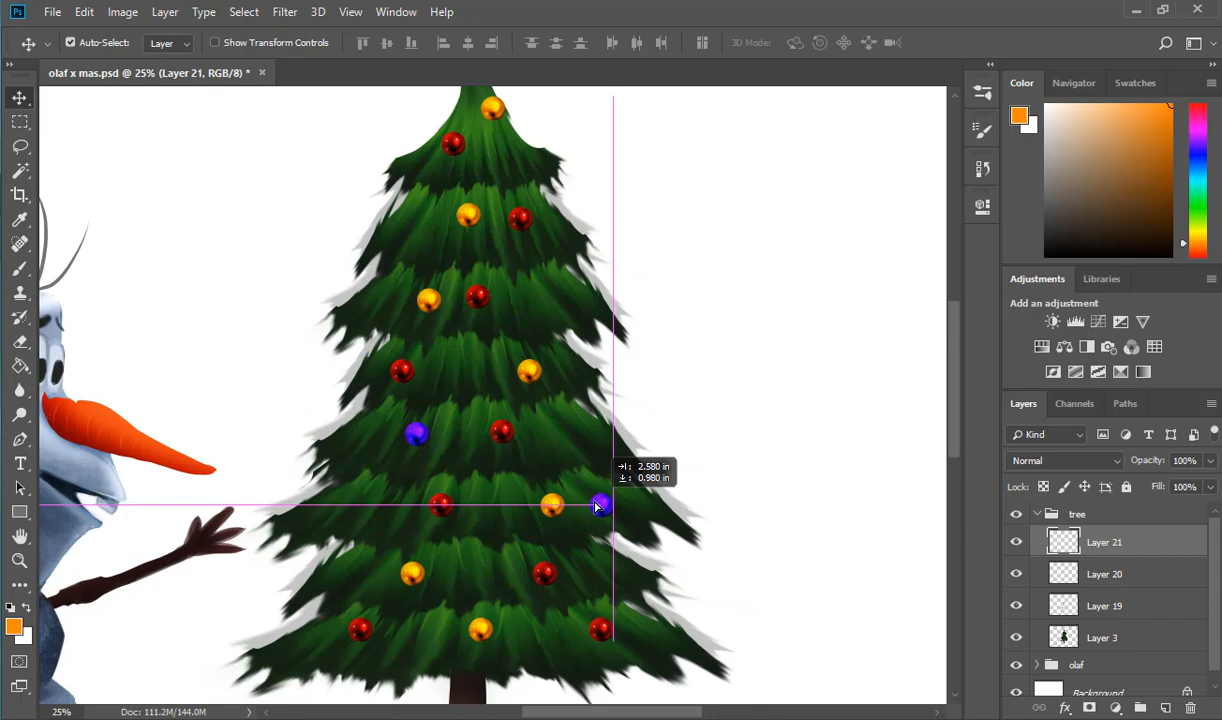 Ps File Edit Image Layer Type Select Filter 3D View Window Help
Auto-Select: Layer Show Transform Controls 3D Mode:
olaf x mas.psd @ 25% (Layer 21, RGB/8) * ×
Color Navigator Swatches
Adjustments Libraries
Add an adjustment
Layers Channels Paths
Kind
Normal Opacity: 100%
Lock: Fill: 100%
tree
Layer 21
Layer 20
Layer 19
Layer 3
olaf
Background
2.580 in
0.980 in
25% Doc: 111.2M/144.0M